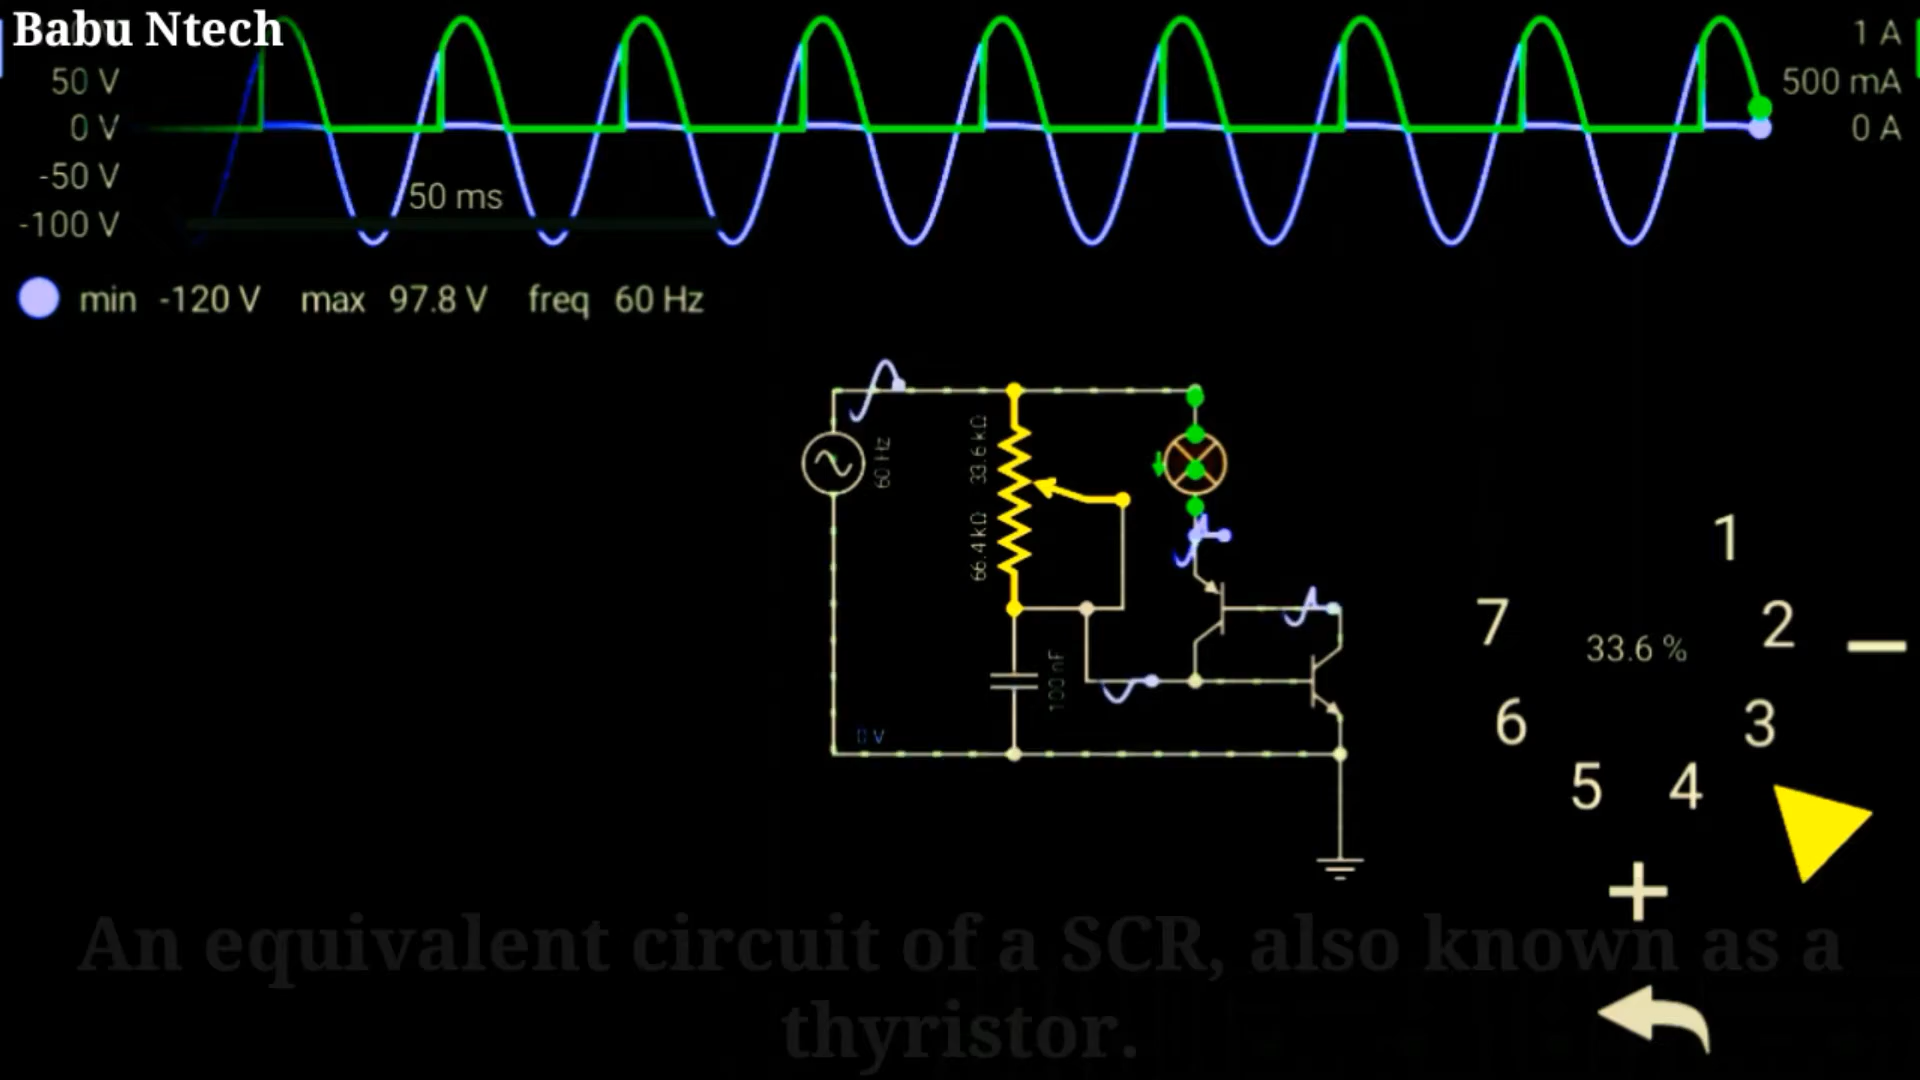 Babu Ntech
1 A
50 V
500 mA
0 V
0 A
-50 V
50 ms
-100 V
min -120 V max 97.8 V freq 60 Hz
60 Hz
33.6 kΩ
66.4 kΩ
100 nF
0 V
1
7
2
33.6 %
6
3
5
4
An equivalent circuit of a SCR, also known as a
thyristor.